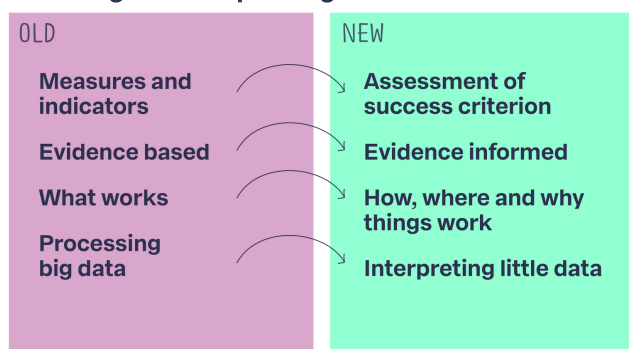 OLD
Measures and
indicators
Evidence based
What works
Processing
big data
NEW
Assessment of
success criterion
Evidence informed
How, where and why
things work
Interpreting little data